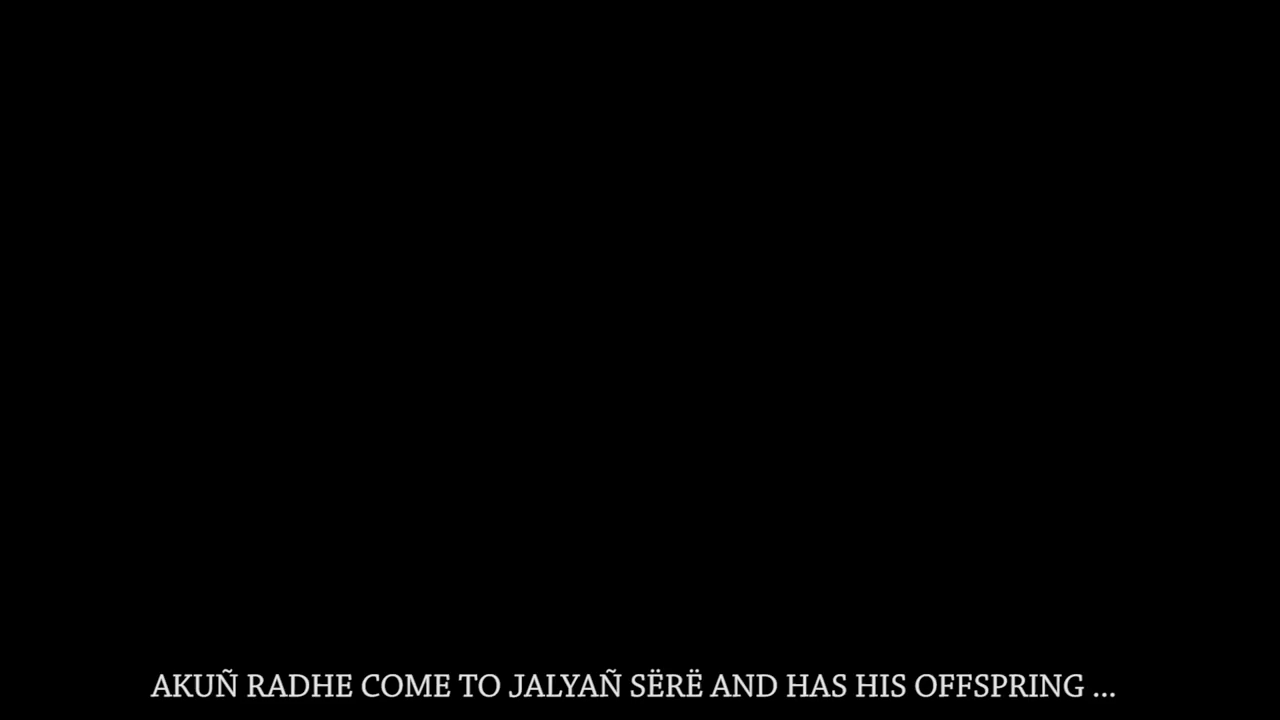 AKUÑ RADHE COME TO JALYAÑ SËRË AND HAS HIS OFFSPRING ...